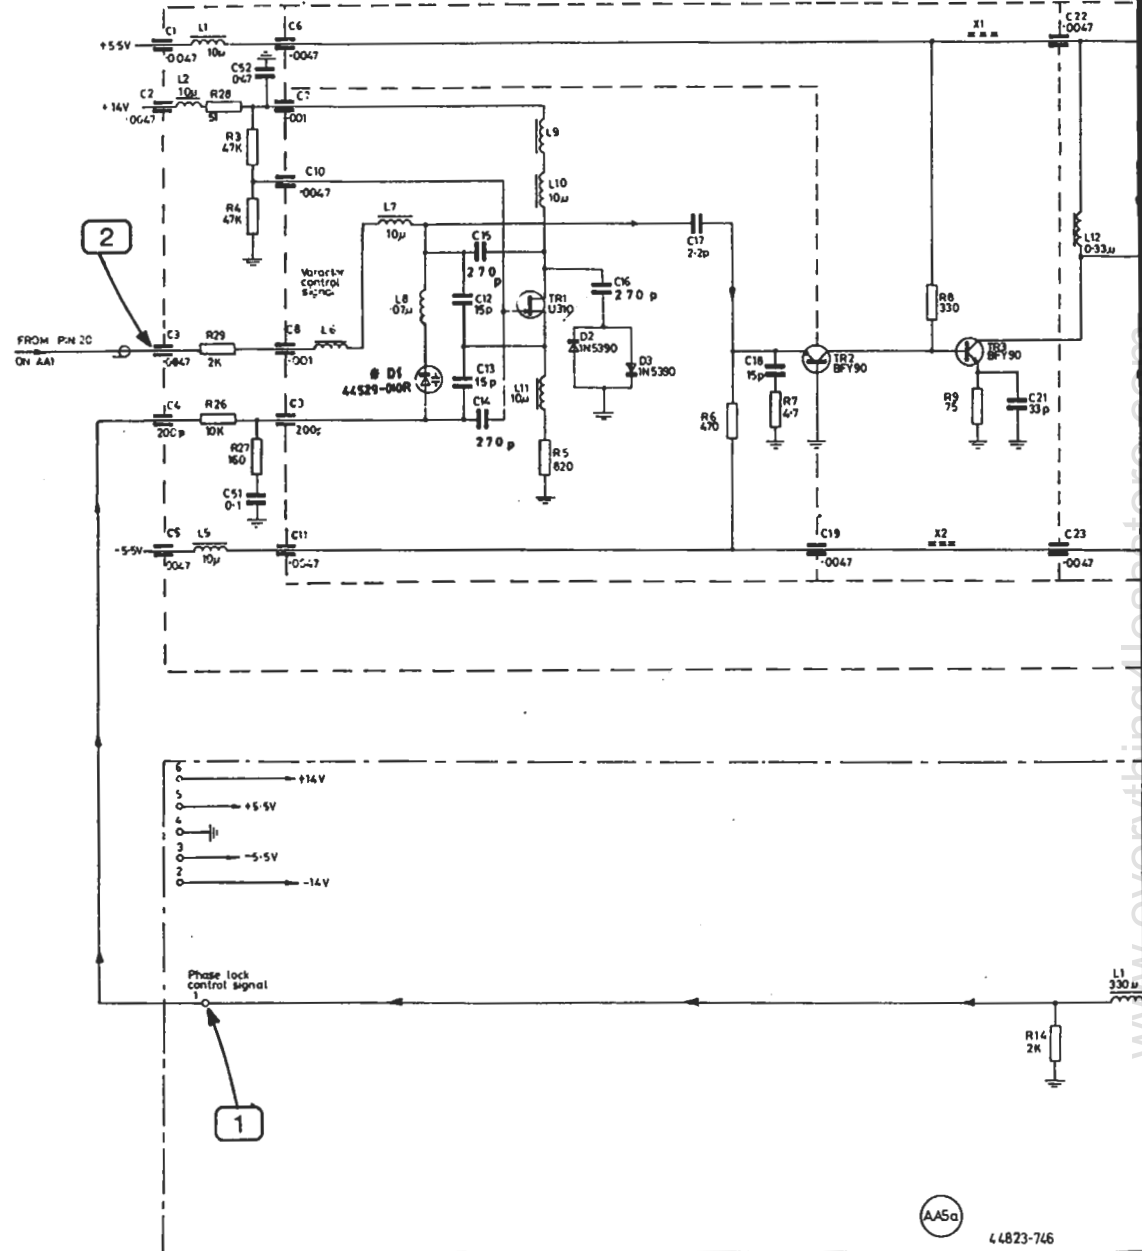 C1
L1
C6
X1
C22
·0047
+5·5V
·0047
10µ
·0047
C52
·047
L2
10µ
C2
R28
C7
+14V
·0047
51
·001
R3
47K
L9
C10
·0047
L10
10µ
R4
47K
L7
10µ
C17
2·2p
L12
0·33µ
2
C15
270p
Varactor
control
signal
C16
270p
L8
·07µ
C12
15p
TR1
U310
R8
330
FROM PIN 20
ON AA1
C3
·0047
R29
2K
C8
·001
L6
D2
1N5390
D3
1N5390
C18
15p
TR2
BFY90
TR3
BFY90
# D1
44529-010R
C13
15p
L11
10µ
C14
270p
R7
4·7
R9
75
C21
33p
C4
200p
R26
10K
R6
470
R27
160
R5
820
C51
0·1
C5
L5
C11
C19
X2
C23
-5·5V
·0047
10µ
·0047
·0047
·0047
6
+14V
5
+5·5V
4
3
-5·5V
2
-14V
Phase lock
control signal
1
L1
330µ
R14
2K
1
AA5a
44823-746